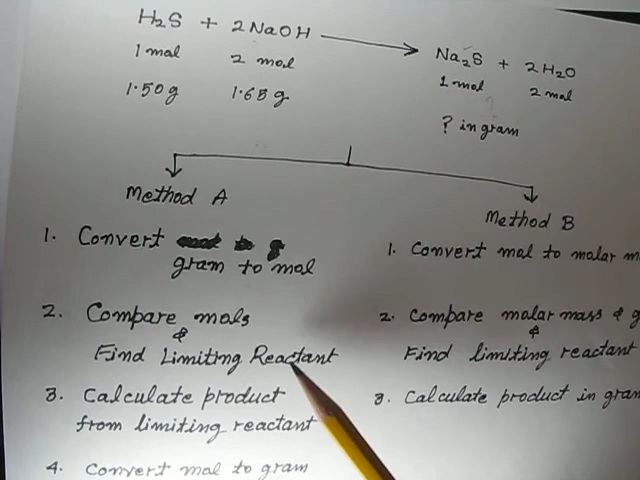 H₂S + 2NaOH ⟶ Na₂S + 2H₂O
1 mol 2 mol 1 mol 2 mol
1.50g 1.65g ? in gram
Method A
1. Convert
gram to mol
2. Compare mols
&
Find Limiting Reactant
3. Calculate product
from limiting reactant
4. Convert mol to gram
Method B
1. Convert mol to molar
2. Compare molar mass &
&
Find limiting reactant
3. Calculate product in gram